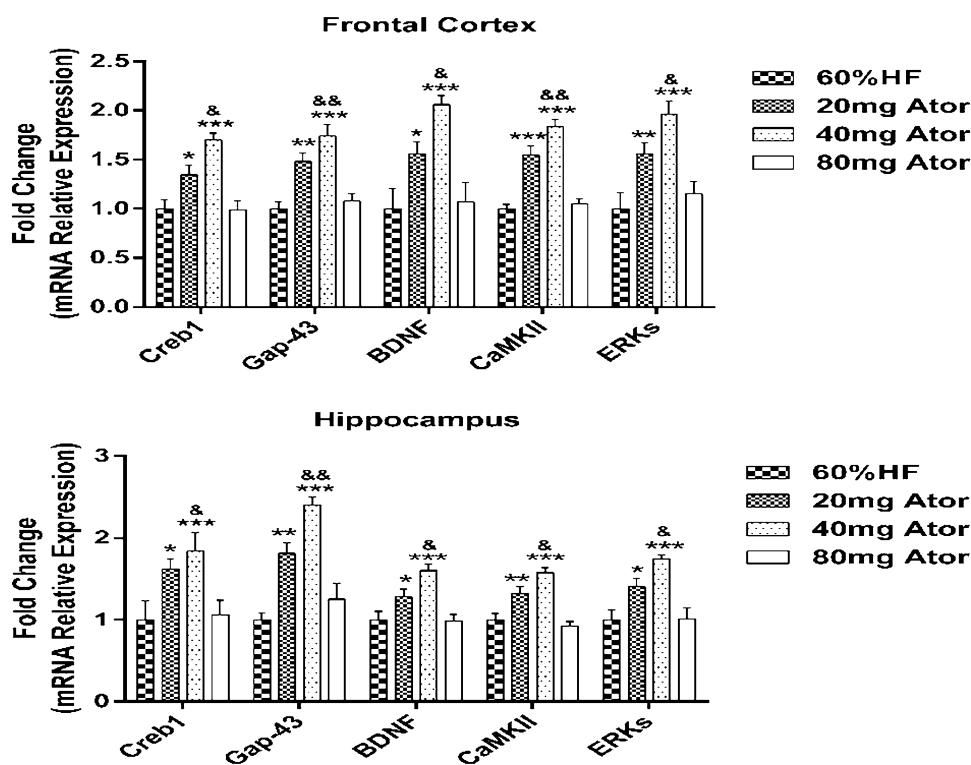 Frontal Cortex
Fold Change
(mRNA Relative Expression)
2.5
2.0
1.5
1.0
0.5
0.0
* & *** ** && *** * & *** *** && *** ** & ***
Creb1 Gap-43 BDNF CaMKII ERKs
60%HF
20mg Ator
40mg Ator
80mg Ator
Hippocampus
Fold Change
(mRNA Relative Expression)
3
2
1
0
* & *** ** && *** * & *** ** & *** * & ***
Creb1 Gap-43 BDNF CaMKII ERKs
60%HF
20mg Ator
40mg Ator
80mg Ator